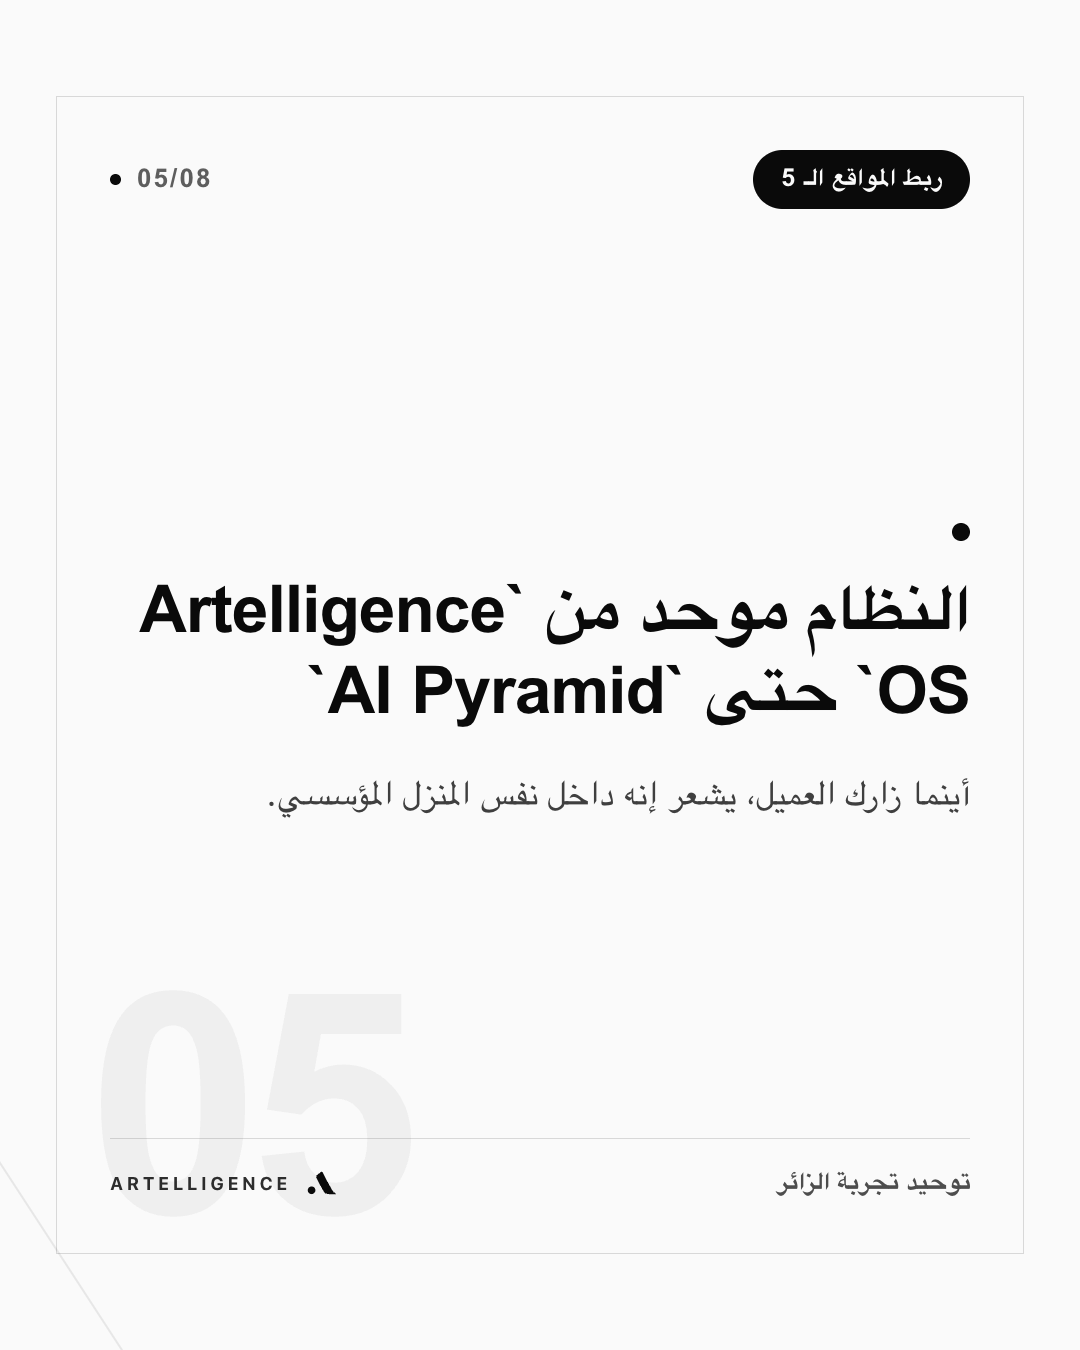 ربط المواقع الـ 5
05/08
النظام موحد من `Artelligence
OS` حتى `AI Pyramid`
أينما زارك العميل، يشعر إنه داخل نفس المنزل المؤسسي.
05
توحيد تجربة الزائر
ARTELLIGENCE